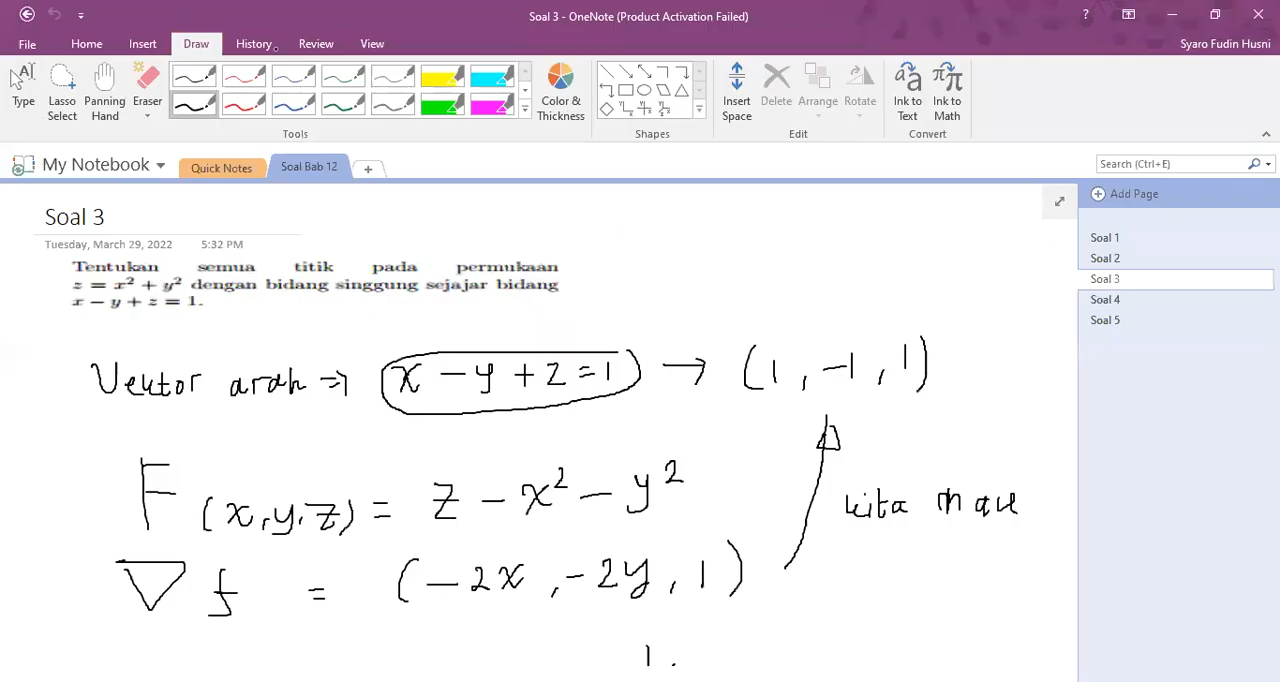 Soal 3 - OneNote (Product Activation Failed)
File Home Insert Draw History Review View
Syaro Fudin Husni
Type
Lasso Select
Panning Hand
Eraser
Color & Thickness
Insert Space
Delete
Arrange
Rotate
Ink to Text
Ink to Math
Tools
Shapes
Edit
Convert
My Notebook
Quick Notes
Soal Bab 12
Search (Ctrl+E)
Add Page
Soal 1
Soal 2
Soal 3
Soal 4
Soal 5
Soal 3
Tuesday, March 29, 2022 5:32 PM
Tentukan semua titik pada permukaan
z = x² + y² dengan bidang singgung sejajar bidang
x − y + z = 1.
Vektor arah ⇒ x − y + z = 1 → (1, −1, 1)
F (x, y, z) = z − x² − y²
kita mau
∇ f = (−2x, −2y, 1)